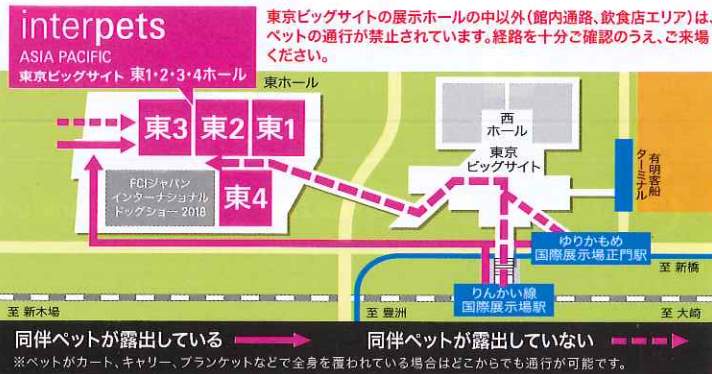 interpets
ASIA PACIFIC
東京ビッグサイト 東1・2・3・4ホール
東京ビッグサイトの展示ホールの中以外(館内通路、飲食店エリア)は、
ペットの通行が禁止されています。経路を十分ご確認のうえ、ご来場
ください。
東ホール
東3
東2
東1
東4
FCIジャパン
インターナショナル
ドッグショー 2018
西
ホール
東京
ビッグサイト
有明客船
ターミナル
ゆりかもめ
国際展示場正門駅
りんかい線
国際展示場駅
至 新橋
至 新木場
至 豊洲
至 大崎
同伴ペットが露出している
同伴ペットが露出していない
※ペットがカート、キャリー、ブランケットなどで全身を覆われている場合はどこからでも通行が可能です。